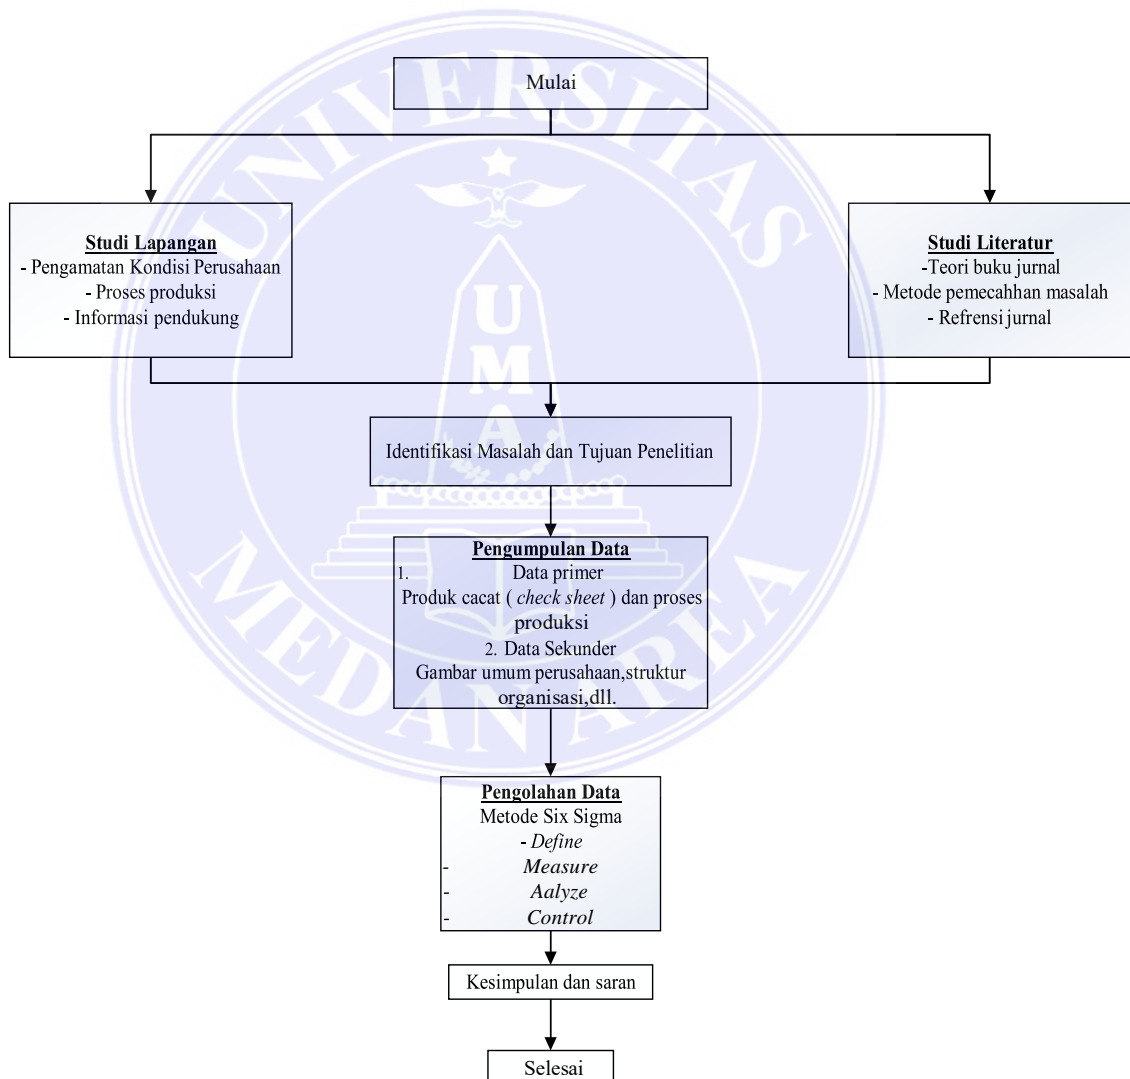 Mulai
Studi Lapangan
- Pengamatan Kondisi Perusahaan
- Proses produksi
- Informasi pendukung
Studi Literatur
-Teori buku jurnal
- Metode pemecahhan masalah
- Refrensi jurnal
Identifikasi Masalah dan Tujuan Penelitian
Pengumpulan Data
1. Data primer
Produk cacat ( check sheet ) dan proses
produksi
2. Data Sekunder
Gambar umum perusahaan,struktur
organisasi,dll.
Pengolahan Data
Metode Six Sigma
- Define
- Measure
- Aalyze
- Control
Kesimpulan dan saran
Selesai
UNIVERSITAS
MEDAN AREA
U
M
A